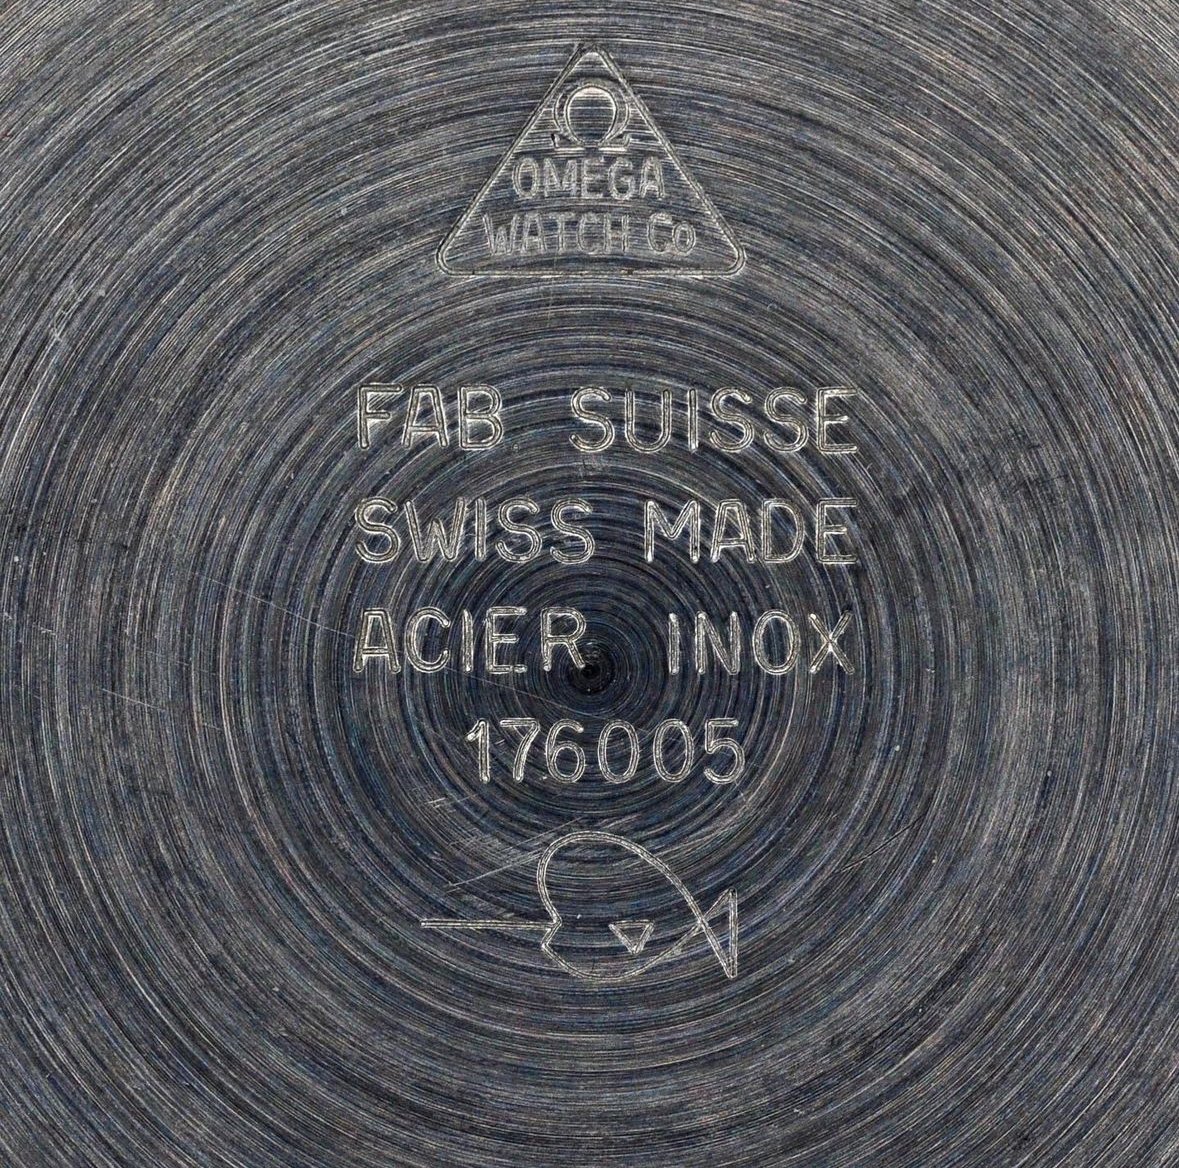 Ω
OMEGA
WATCH Co
FAB SUISSE
SWISS MADE
ACIER INOX
176005